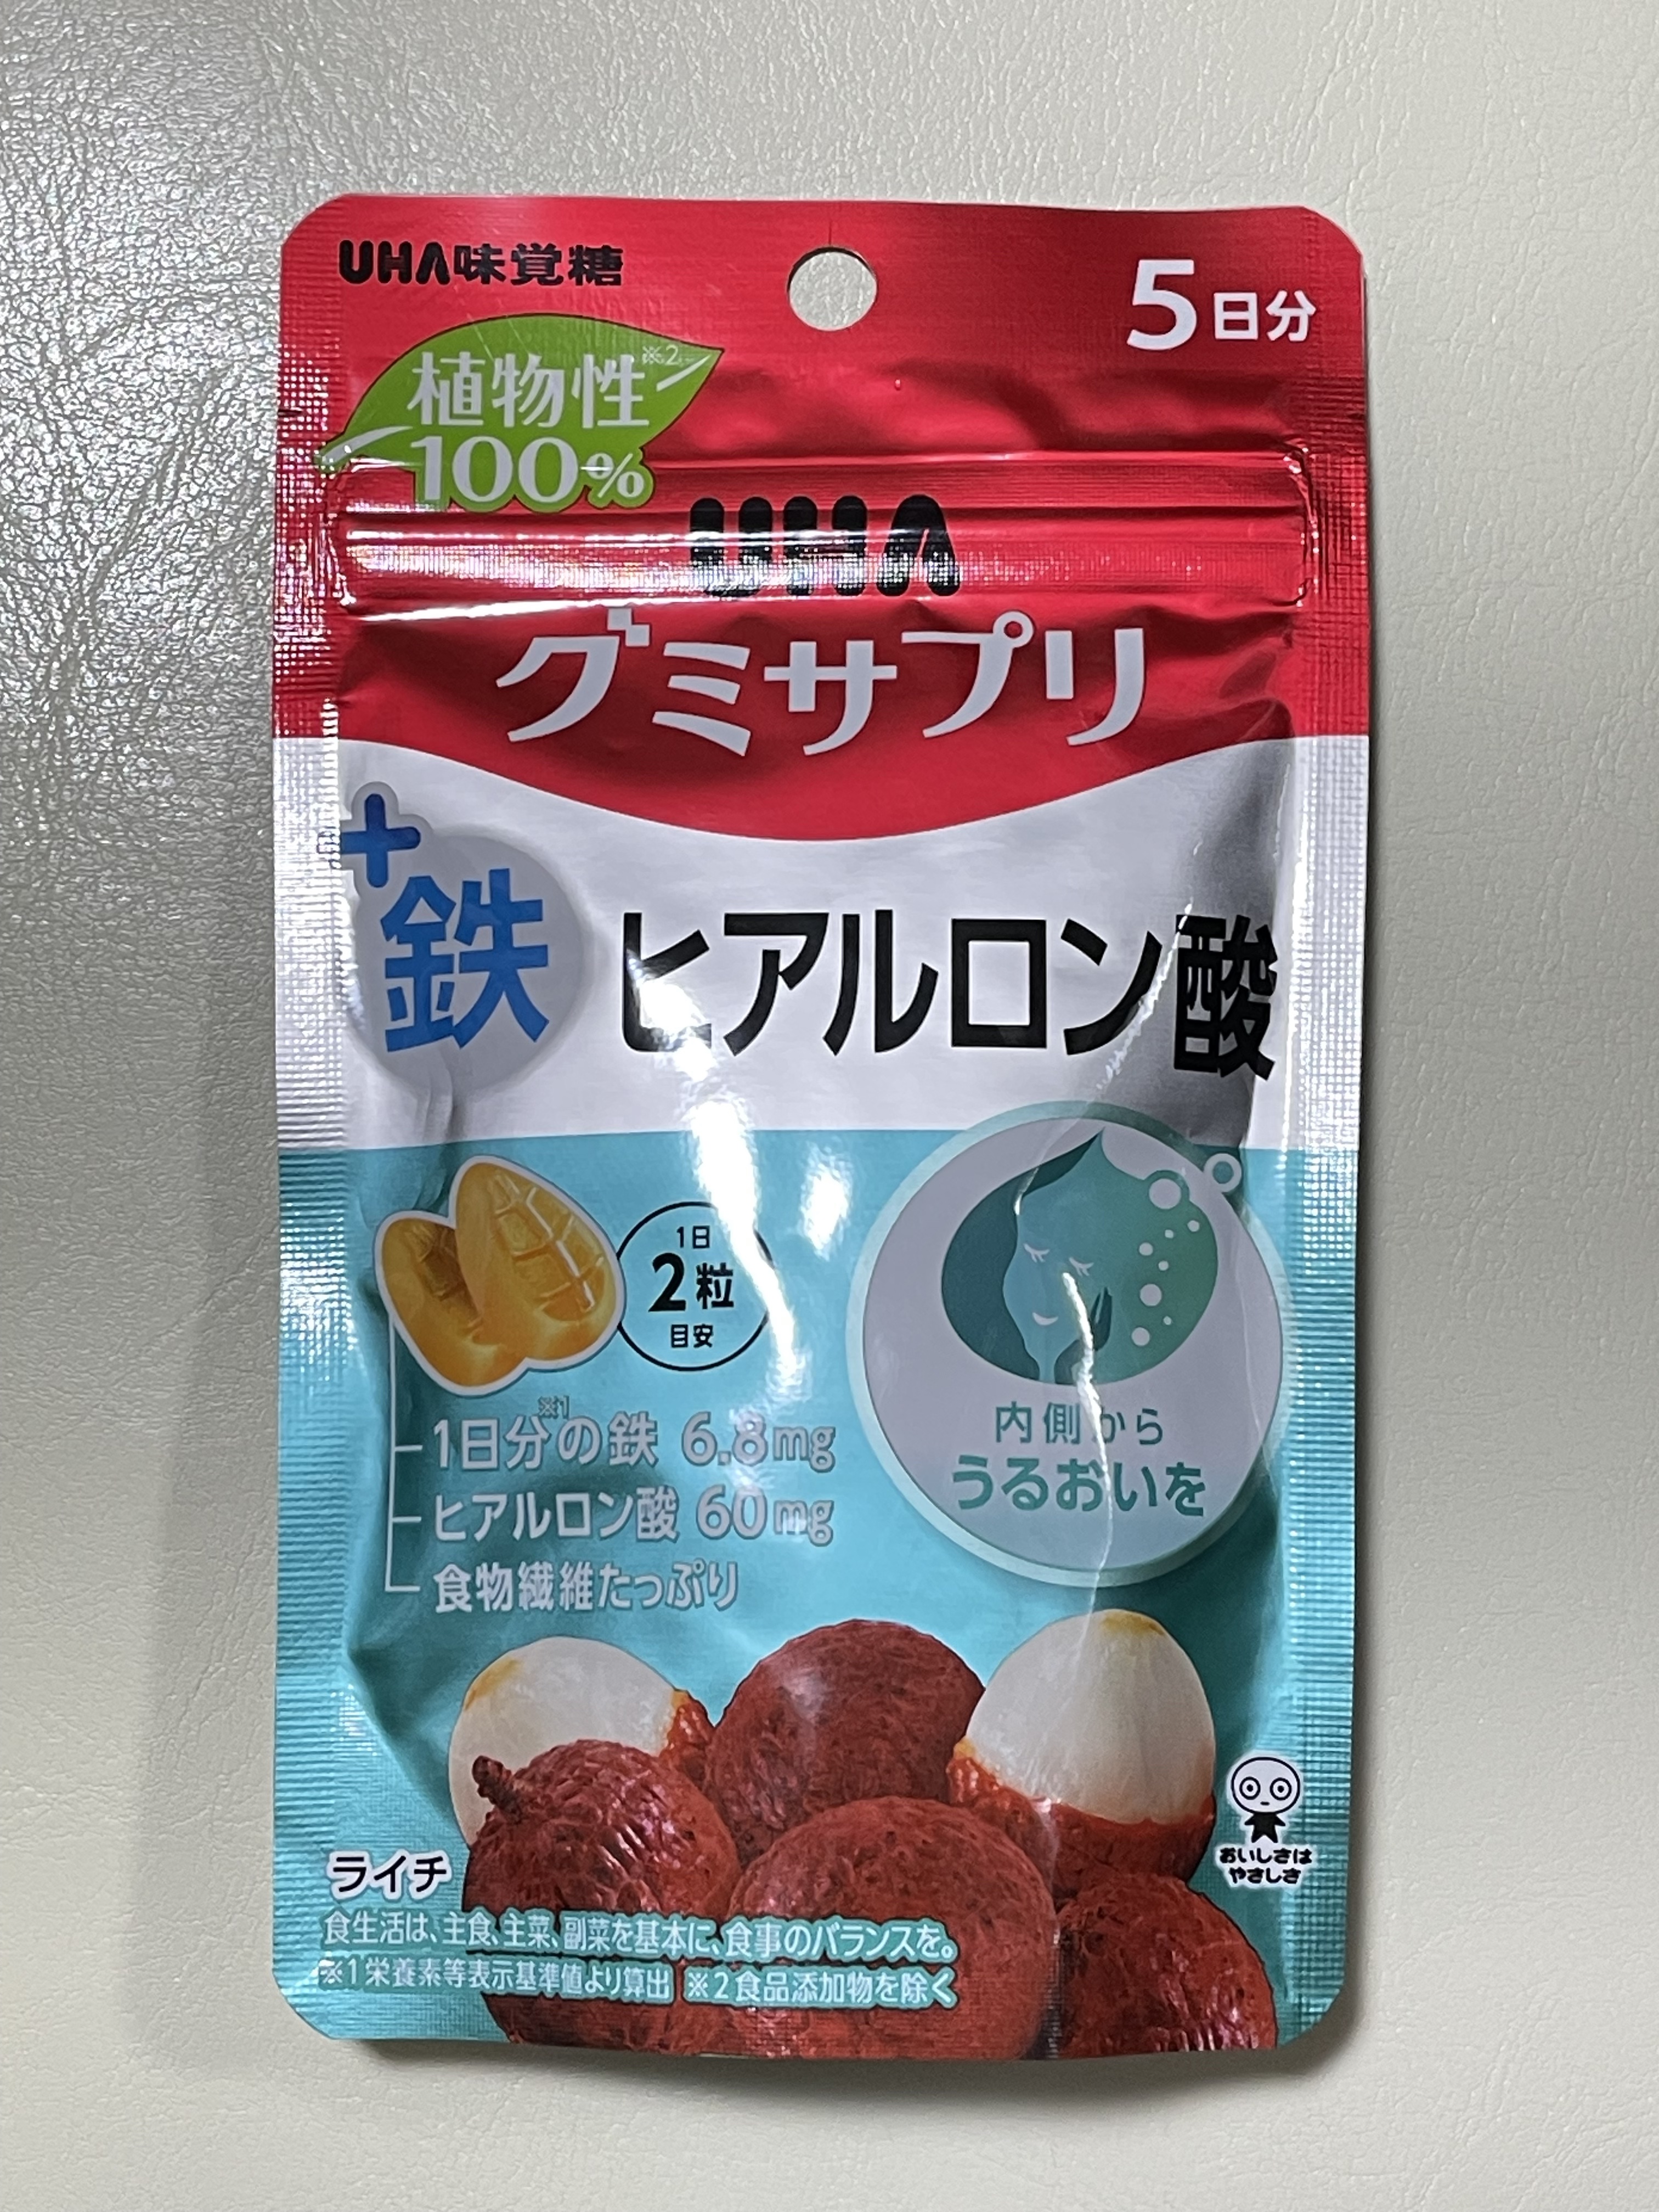 UHA味覚糖
5日分
植物性※2
100%
UHA
グミサプリ
+鉄
ヒアルロン酸
1日
2粒
目安
1日分※1の鉄 6.8mg
ヒアルロン酸 60mg
食物繊維たっぷり
内側から
うるおいを
おいしさは
やさしさ
ライチ
食生活は、主食、主菜、副菜を基本に、食事のバランスを。
※1栄養素等表示基準値より算出 ※2食品添加物を除く